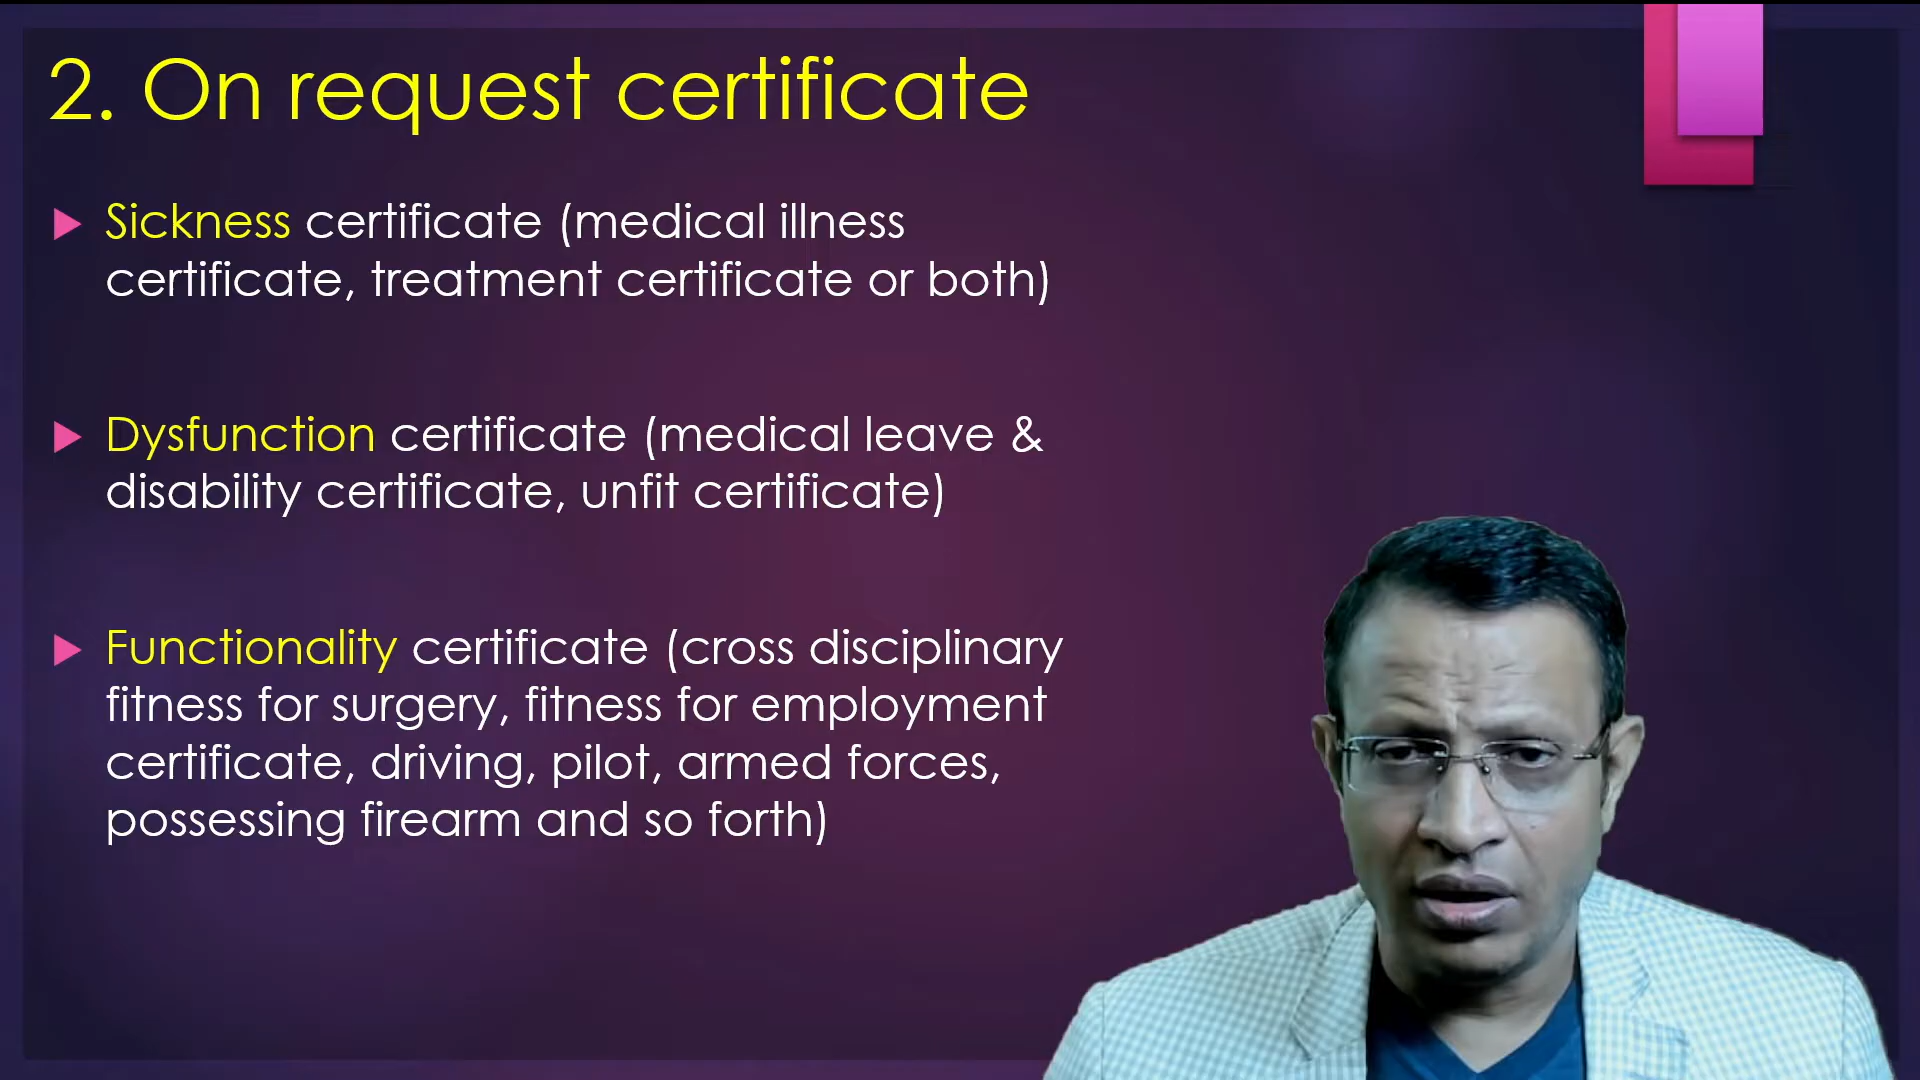 2. On request certificate
Sickness certificate (medical illness
certificate, treatment certificate or both)
Dysfunction certificate (medical leave &
disability certificate, unfit certificate)
Functionality certificate (cross disciplinary
fitness for surgery, fitness for employment
certificate, driving, pilot, armed forces,
possessing firearm and so forth)